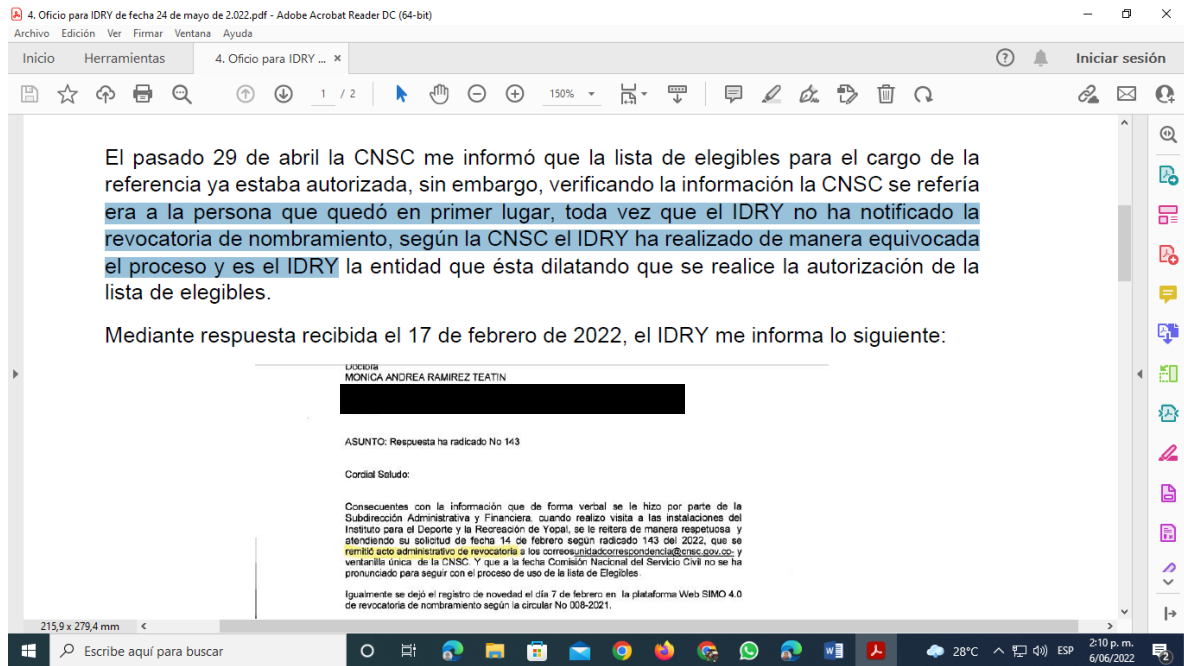 4. Oficio para IDRY de fecha 24 de mayo de 2.022.pdf - Adobe Acrobat Reader DC (64-bit)
Archivo Edición Ver Firmar Ventana Ayuda
Inicio Herramientas 4. Oficio para IDRY ... × Iniciar sesión
1 / 2 150%
El pasado 29 de abril la CNSC me informó que la lista de elegibles para el cargo de la
referencia ya estaba autorizada, sin embargo, verificando la información la CNSC se refería
era a la persona que quedó en primer lugar, toda vez que el IDRY no ha notificado la
revocatoria de nombramiento, según la CNSC el IDRY ha realizado de manera equivocada
el proceso y es el IDRY la entidad que ésta dilatando que se realice la autorización de la
lista de elegibles.
Mediante respuesta recibida el 17 de febrero de 2022, el IDRY me informa lo siguiente:
Doctora
MONICA ANDREA RAMIREZ TEATIN
ASUNTO: Respuesta ha radicado No 143
Cordial Saludo:
Consecuentes con la información que de forma verbal se le hizo por parte de la
Subdirección Administrativa y Financiera, cuando realizo visita a las instalaciones del
Instituto para el Deporte y la Recreación de Yopal, se le reitera de manera respetuosa y
atendiendo su solicitud de fecha 14 de febrero según radicado 143 del 2022, que se
remitió acto administrativo de revocatoria a los correosunidadcorrespondencia@cnsc.gov.co- y
ventanilla única de la CNSC. Y que a la fecha Comisión Nacional del Servicio Civil no se ha
pronunciado para seguir con el proceso de uso de la lista de Elegibles.
Igualmente se dejó el registro de novedad el día 7 de febrero en la plataforma Web SIMO 4.0
de revocatoria de nombramiento según la circular No 008-2021.
215,9 x 279,4 mm
Escribe aquí para buscar 28°C ESP 2:10 p. m.
6/06/2022 2